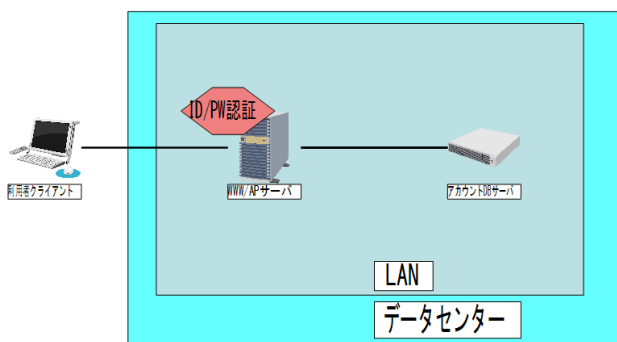 ID/PW認証
利用者クライアント
WWW/APサーバ
アカウントDBサーバ
LAN
データセンター